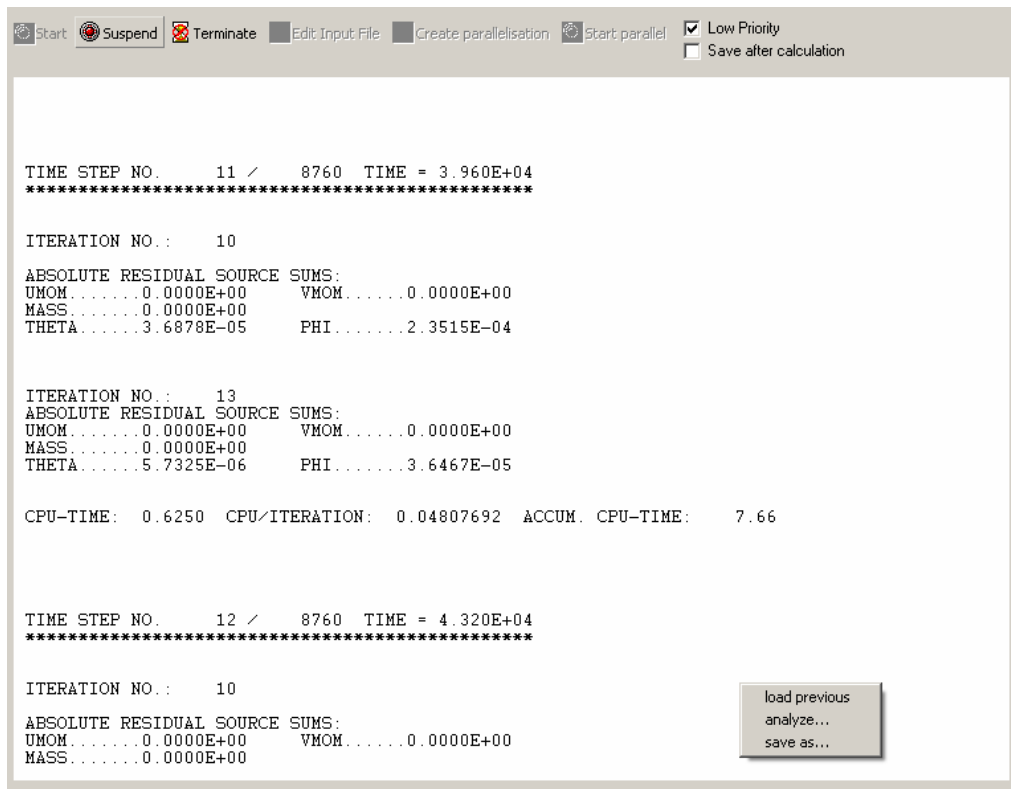 Start Suspend Terminate Edit Input File Create parallelisation Start parallel Low Priority
Save after calculation
TIME STEP NO. 11 / 8760 TIME = 3.960E+04
************************************************
ITERATION NO.: 10
ABSOLUTE RESIDUAL SOURCE SUMS:
UMOM.......0.0000E+00 VMOM......0.0000E+00
MASS.......0.0000E+00
THETA......3.6878E-05 PHI.......2.3515E-04
ITERATION NO.: 13
ABSOLUTE RESIDUAL SOURCE SUMS:
UMOM.......0.0000E+00 VMOM......0.0000E+00
MASS.......0.0000E+00
THETA......5.7325E-06 PHI.......3.6467E-05
CPU-TIME: 0.6250 CPU/ITERATION: 0.04807692 ACCUM. CPU-TIME: 7.66
TIME STEP NO. 12 / 8760 TIME = 4.320E+04
************************************************
ITERATION NO.: 10
ABSOLUTE RESIDUAL SOURCE SUMS:
UMOM.......0.0000E+00 VMOM......0.0000E+00
MASS.......0.0000E+00
load previous
analyze...
save as...